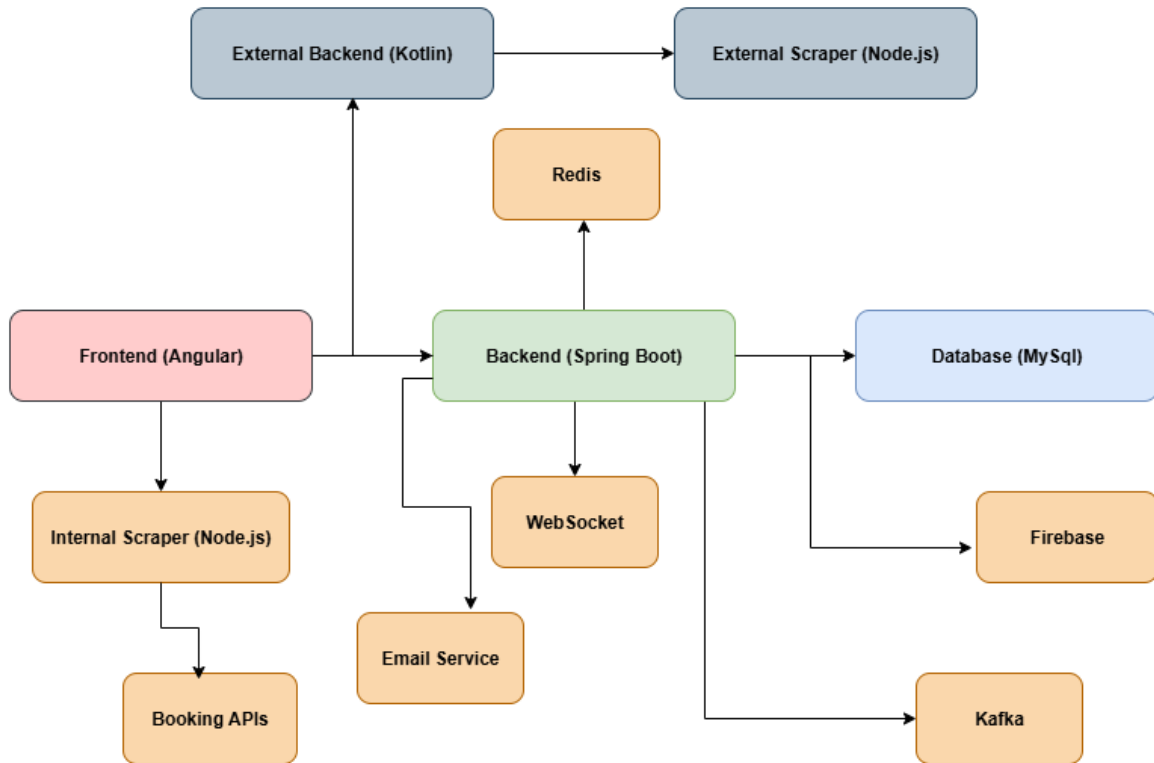 External Backend (Kotlin)
External Scraper (Node.js)
Redis
Frontend (Angular)
Backend (Spring Boot)
Database (MySql)
Internal Scraper (Node.js)
WebSocket
Firebase
Email Service
Booking APIs
Kafka